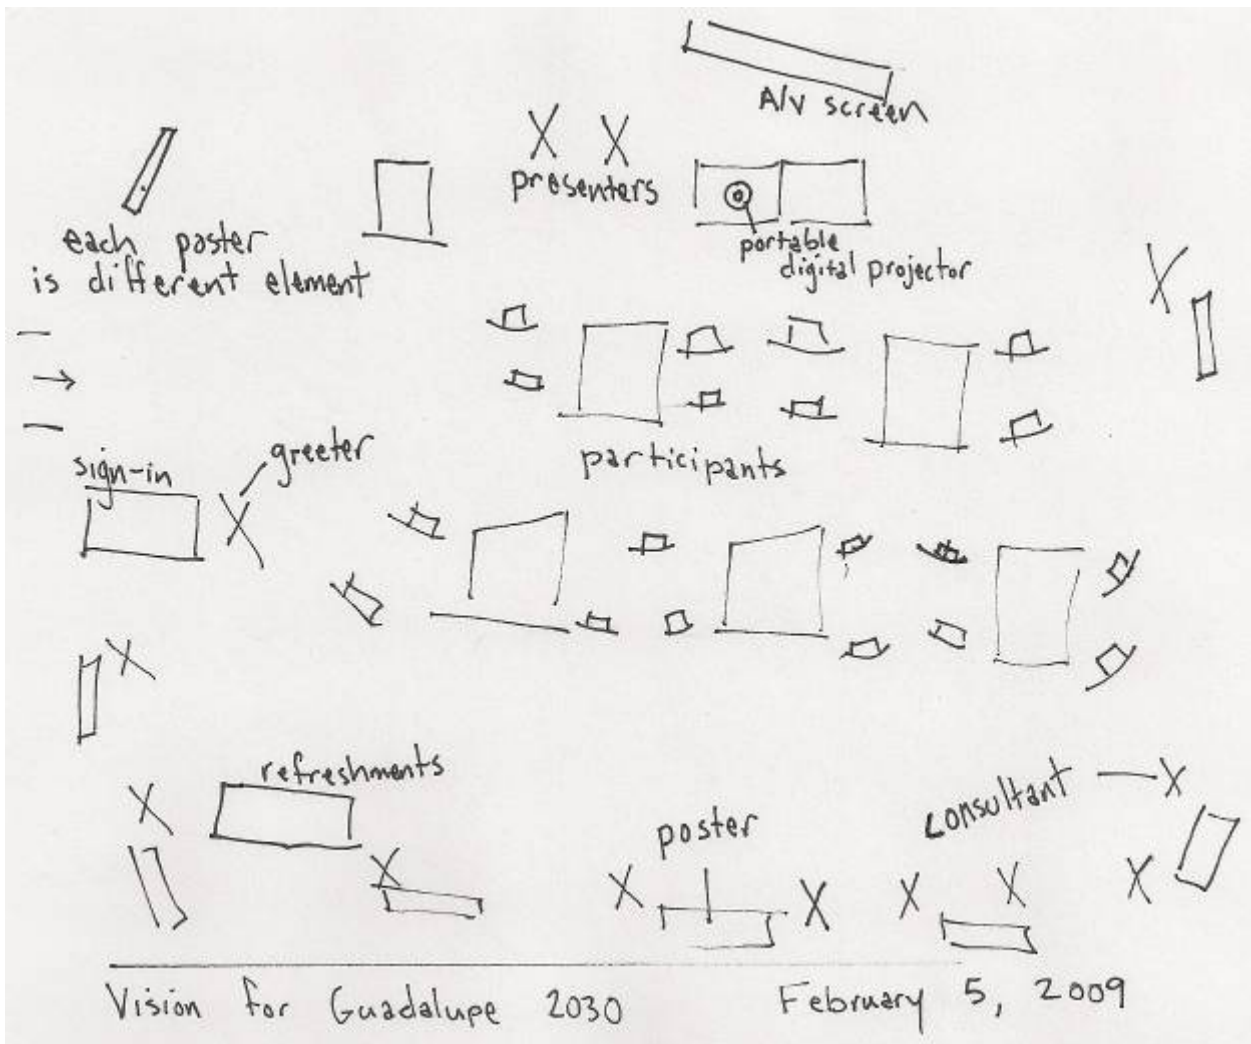 A/V screen
presenters
portable
digital projector
each poster
is different element
participants
sign-in
greeter
refreshments
poster
consultant
Vision for Guadalupe 2030
February 5, 2009